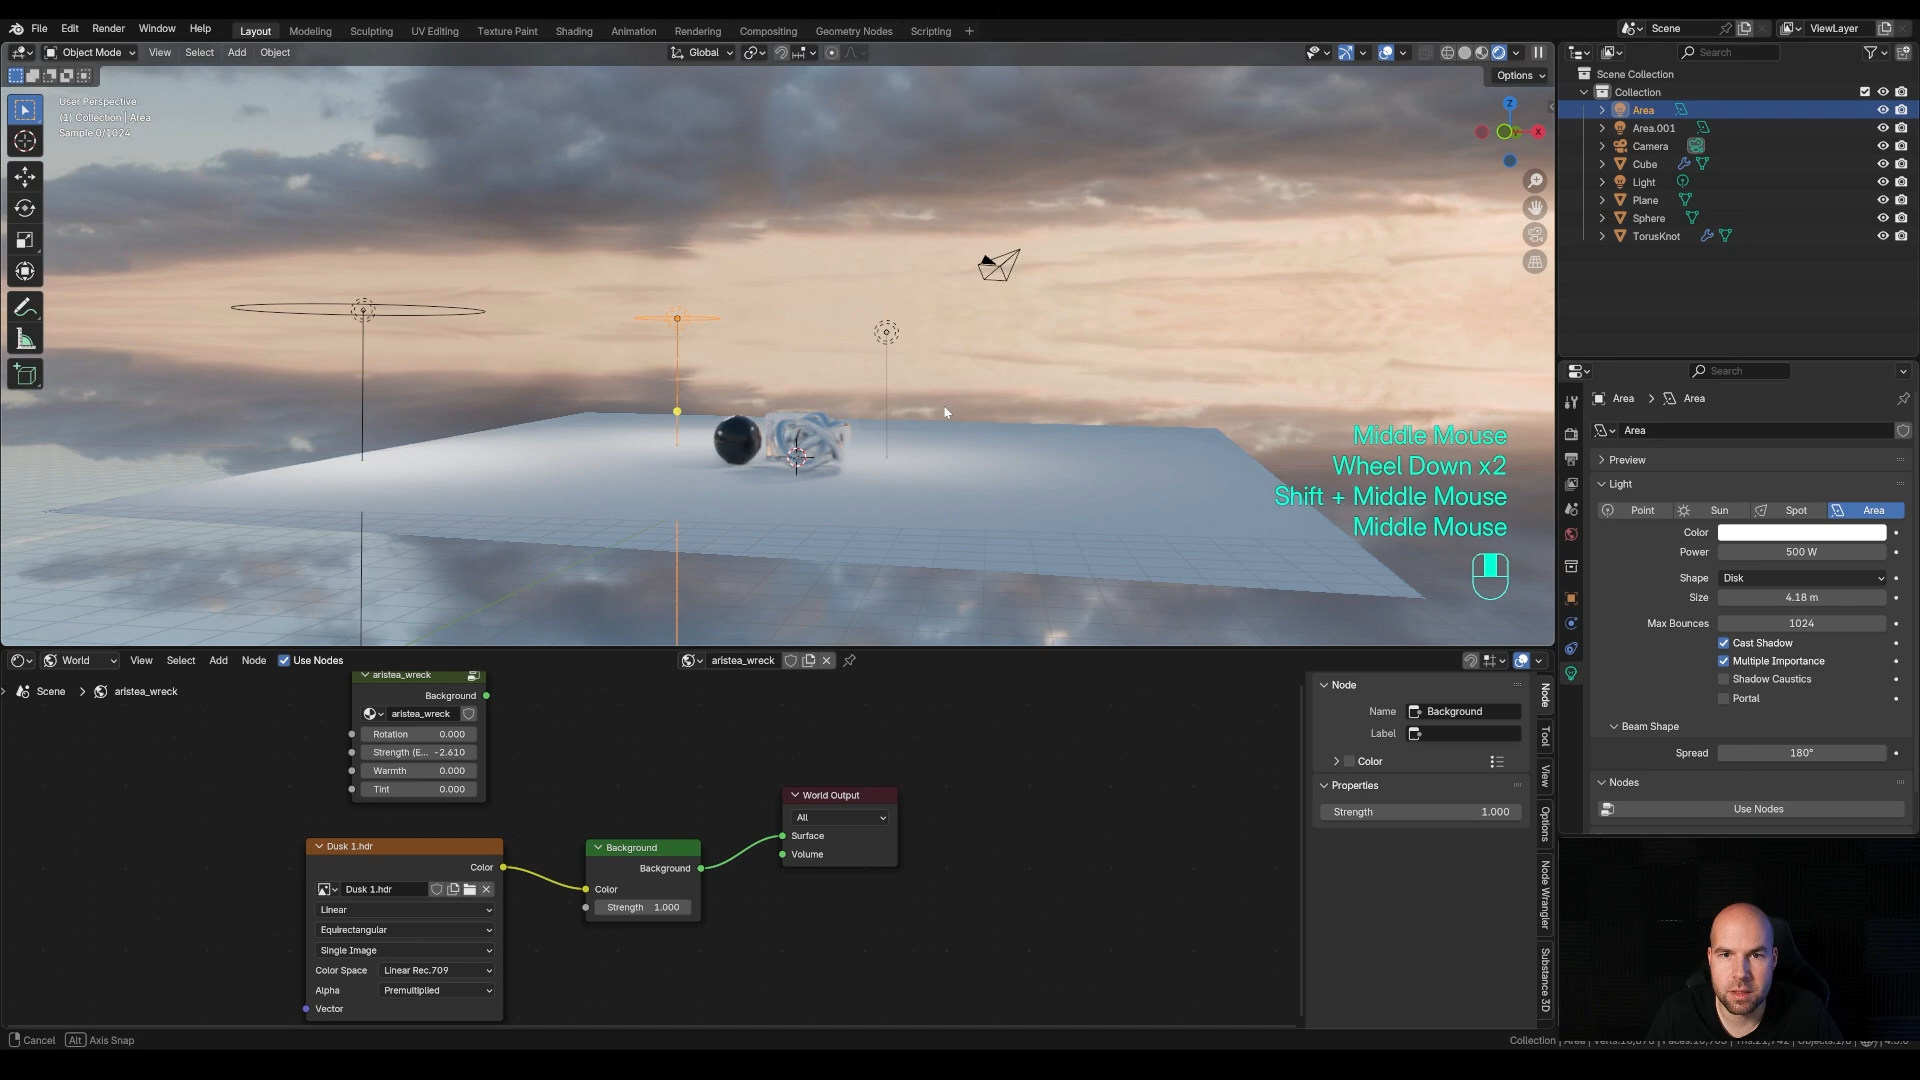 File Edit Render Window Help Layout Modeling Sculpting UV Editing Texture Paint Shading Animation Rendering Compositing Geometry Nodes Scripting + Scene ViewLayer
Object Mode View Select Add Object Global Search
Options
User Perspective
(1) Collection | Area
Sample 0/1024
Z
X
Scene Collection
Collection
Area
Area.001
Camera
Cube
Light
Plane
Sphere
TorusKnot
Middle Mouse
Wheel Down x2
Shift + Middle Mouse
Middle Mouse
Search
Area > Area
Area
Preview
Light
Point Sun Spot Area
Color
Power 500 W
Shape Disk
Size 4.18 m
Max Bounces 1024
Cast Shadow
Multiple Importance
Shadow Caustics
Portal
Beam Shape
Spread 180°
Nodes
Use Nodes
World View Select Add Node Use Nodes aristea_wreck
Scene > aristea_wreck
aristea_wreck
Background
aristea_wreck
Rotation 0.000
Strength (E... -2.610
Warmth 0.000
Tint 0.000
Dusk 1.hdr
Color
Dusk 1.hdr
Linear
Equirectangular
Single Image
Color Space Linear Rec.709
Alpha Premultiplied
Vector
Background
Background
Color
Strength 1.000
World Output
All
Surface
Volume
Node
Name Background
Label
Color
Properties
Strength 1.000
Node
Tool
View
Options
Node Wrangler
Substance 3D
Cancel Alt Axis Snap